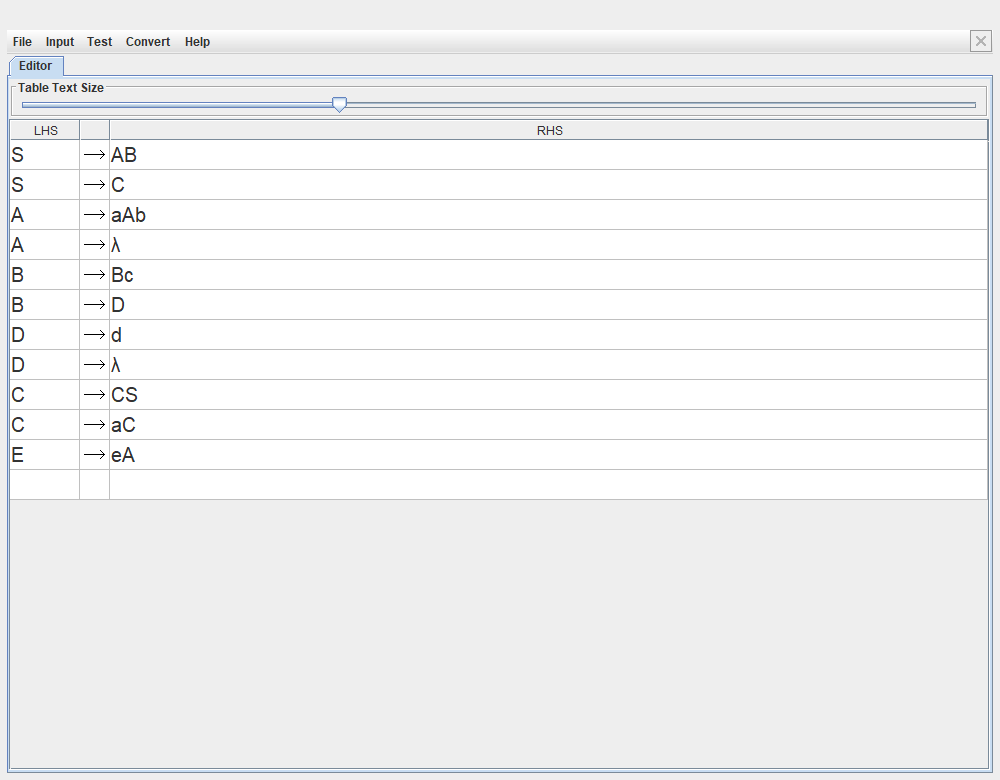 File Input Test Convert Help
Editor
Table Text Size
LHS RHS
S → AB
S → C
A → aAb
A → λ
B → Bc
B → D
D → d
D → λ
C → CS
C → aC
E → eA